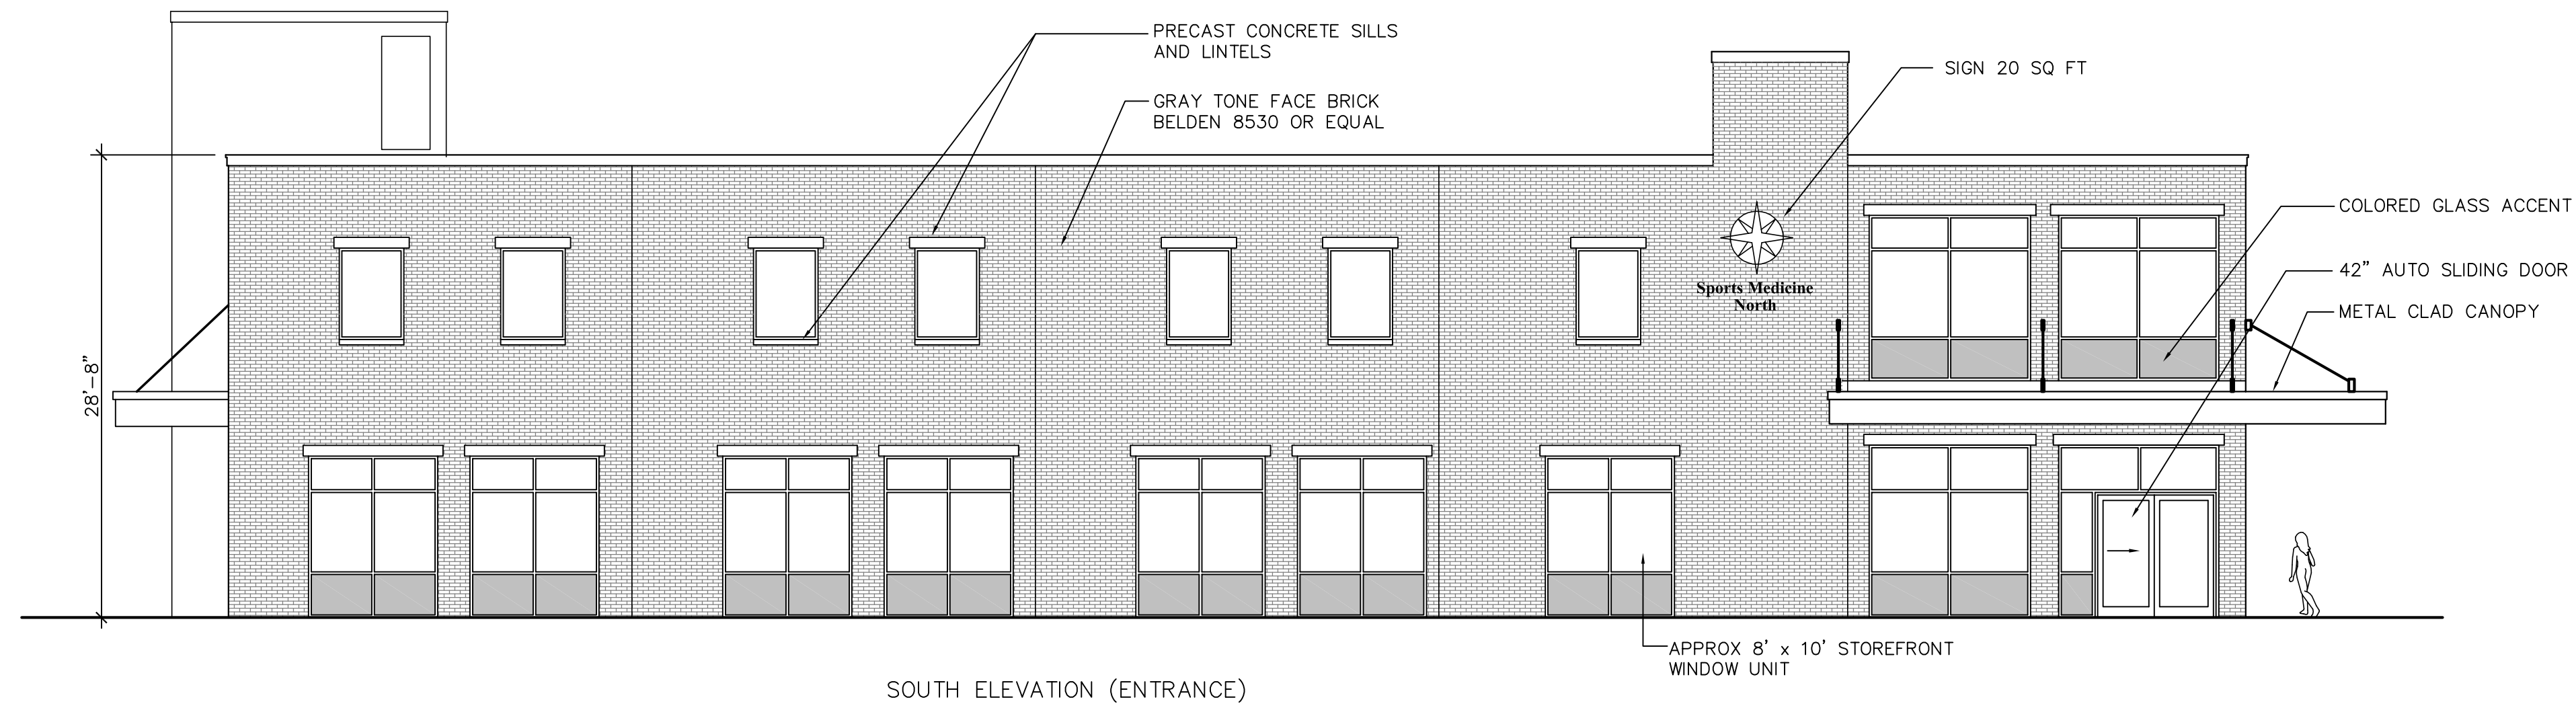 PRECAST CONCRETE SILLS
AND LINTELS
GRAY TONE FACE BRICK
BELDEN 8530 OR EQUAL
SIGN 20 SQ FT
COLORED GLASS ACCENT
42" AUTO SLIDING DOOR
METAL CLAD CANOPY
Sports Medicine
North
28'-8"
APPROX 8' x 10' STOREFRONT
WINDOW UNIT
SOUTH ELEVATION (ENTRANCE)